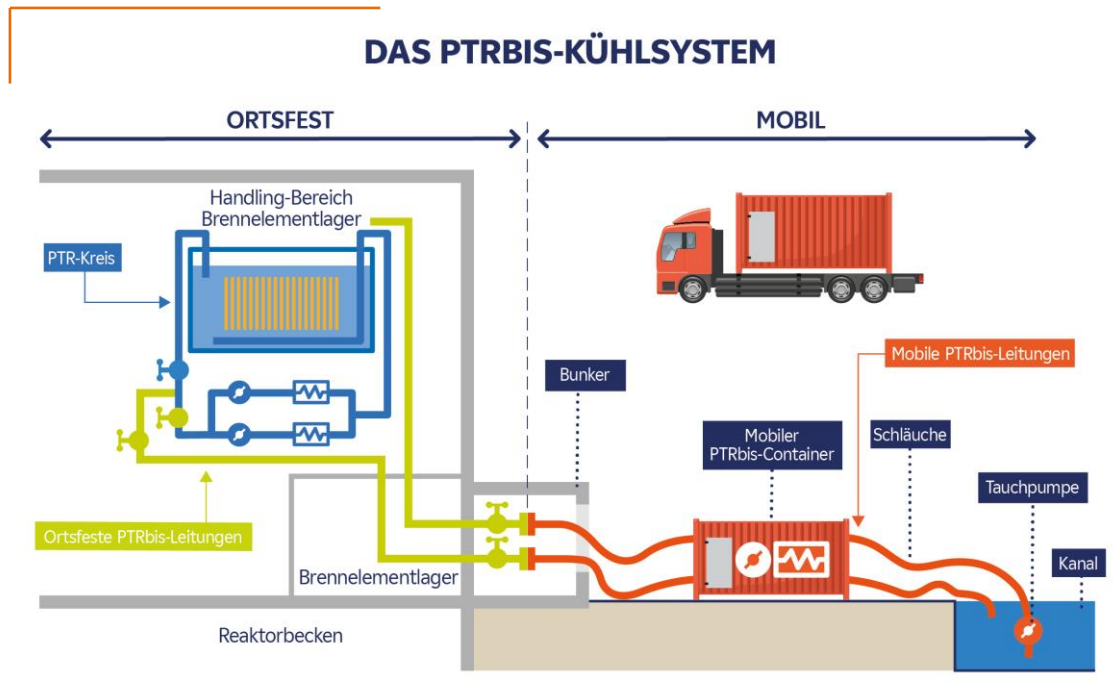 DAS PTRBIS-KÜHLSYSTEM
ORTSFEST
MOBIL
Handling-Bereich
Brennelementlager
PTR-Kreis
Mobile PTRbis-Leitungen
Bunker
Mobiler
PTRbis-Container
Schläuche
Tauchpumpe
Ortsfeste PTRbis-Leitungen
Kanal
Brennelementlager
Reaktorbecken